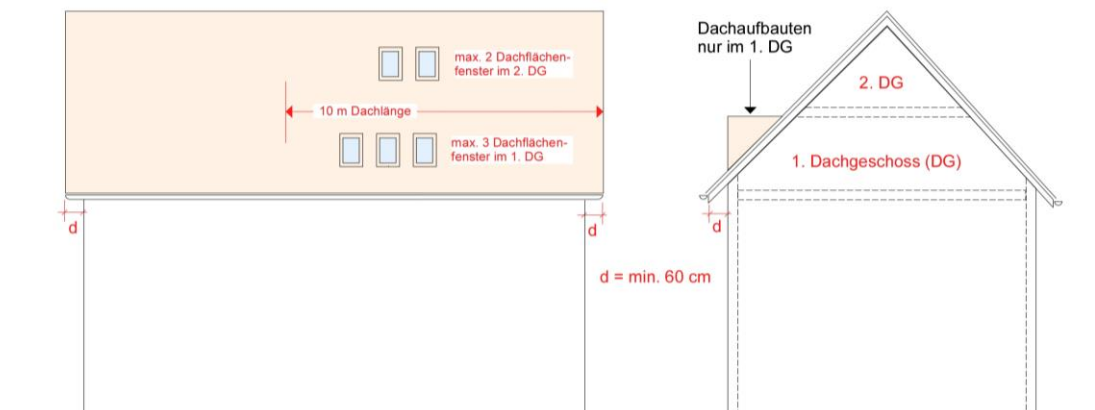 max. 2 Dachflächen-
fenster im 2. DG
10 m Dachlänge
max. 3 Dachflächen-
fenster im 1. DG
d
d
d = min. 60 cm
Dachaufbauten
nur im 1. DG
2. DG
1. Dachgeschoss (DG)
d